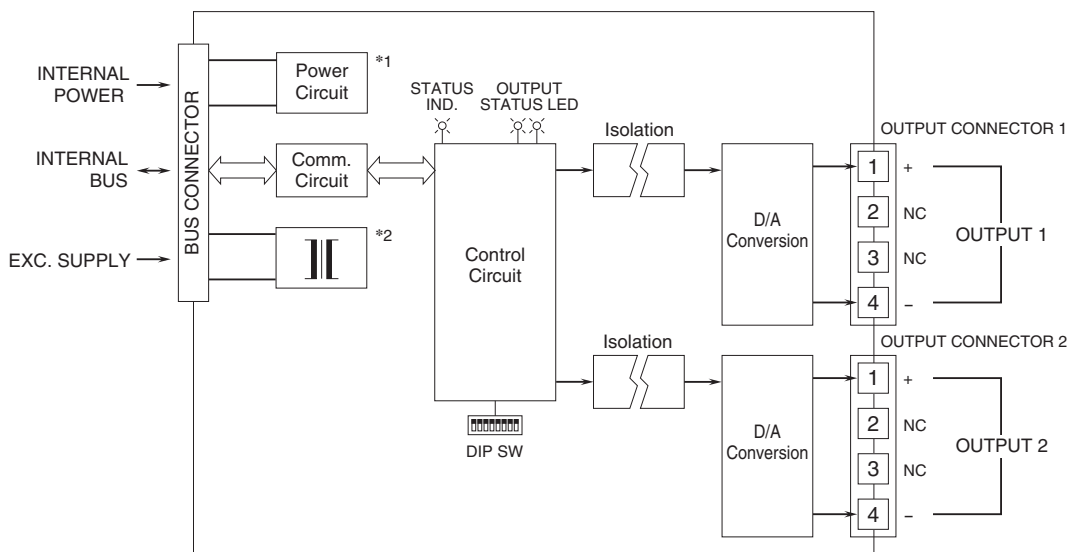 INTERNAL
POWER
INTERNAL
BUS
EXC. SUPPLY
BUS CONNECTOR
Power
Circuit
*1
Comm.
Circuit
*2
STATUS
IND.
OUTPUT
STATUS LED
Control
Circuit
DIP SW
Isolation
D/A
Conversion
OUTPUT CONNECTOR 1
1 +
2 NC
3 NC
4 −
OUTPUT 1
Isolation
D/A
Conversion
OUTPUT CONNECTOR 2
1 +
2 NC
3 NC
4 −
OUTPUT 2